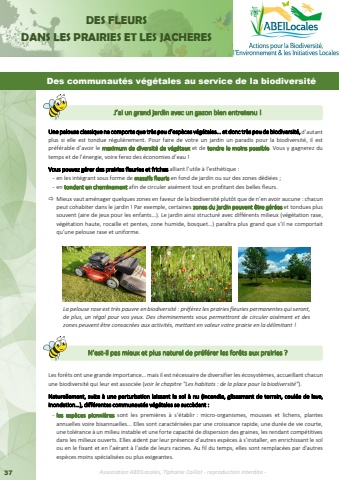 DES FLEURS
DANS LES PRAIRIES ET LES JACHERES
ABEILocales
Actions pour la Biodiversité,
l'Environnement & les Initiatives Locales
Des communautés végétales au service de la biodiversité
J'ai un grand jardin avec un gazon bien entretenu !
Une pelouse classique ne comporte que très peu d'espèces végétales... et donc très peu de biodiversité, d'autant
plus si elle est tondue régulièrement. Pour faire de votre un jardin un paradis pour la biodiversité, il est
préférable d'avoir le maximum de diversité de végétaux et de tondre le moins possible. Vous y gagnerez du
temps et de l'énergie, voire ferez des économies d'eau !
Vous pouvez gérer des prairies fleuries et friches alliant l'utile à l'esthétique :
- en les intégrant sous forme de massifs fleuris en fond de jardin ou sur des zones dédiées ;
- en tondant un cheminement afin de circuler aisément tout en profitant des belles fleurs.
⇨ Mieux vaut aménager quelques zones en faveur de la biodiversité plutôt que de n'en avoir aucune : chacun
peut cohabiter dans le jardin ! Par exemple, certaines zones du jardin peuvent être gérées et tondues plus
souvent (aire de jeux pour les enfants...). Le jardin ainsi structuré avec différents milieux (végétation rase,
végétation haute, rocaille et pentes, zone humide, bosquet...) paraîtra plus grand que s'il ne comportait
qu'une pelouse rase et uniforme.
La pelouse rase est très pauvre en biodiversité : préférez les prairies fleuries permanentes qui seront,
de plus, un régal pour vos yeux. Des cheminements vous permettront de circuler aisément et des
zones peuvent être consacrées aux activités, mettant en valeur votre prairie en la délimitant !
N'est-il pas mieux et plus naturel de préférer les forêts aux prairies ?
Les forêts ont une grande importance... mais il est nécessaire de diversifier les écosystèmes, accueillant chacun
une biodiversité qui leur est associée (voir le chapitre "Les habitats : de la place pour la biodiversité").
Naturellement, suite à une perturbation laissant le sol à nu (incendie, glissement de terrain, coulée de lave,
inondation...), différentes communautés végétales se succèdent :
- les espèces pionnières sont les premières à s'établir : micro-organismes, mousses et lichens, plantes
annuelles voire bisannuelles... Elles sont caractérisées par une croissance rapide, une durée de vie courte,
une tolérance à un milieu instable et une forte capacité de dispersion des graines, les rendant compétitives
dans les milieux ouverts. Elles aident par leur présence d'autres espèces à s'installer, en enrichissant le sol
ou en le fixant et en l'aérant à l'aide de leurs racines. Au fil du temps, elles sont remplacées par d'autres
espèces moins spécialisées ou plus exigeantes.
37
Association ABEILocales, Tiphanie Caillot - reproduction interdite -